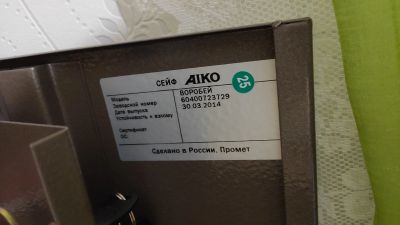 СЕЙФ AIKO
25
Модель ВОРОБЕЙ
Заводской номер 60400723729
Дата выпуска 30.03.2014
Устойчивость к взлому
Сертификат
ОС:
Сделано в России, Промет